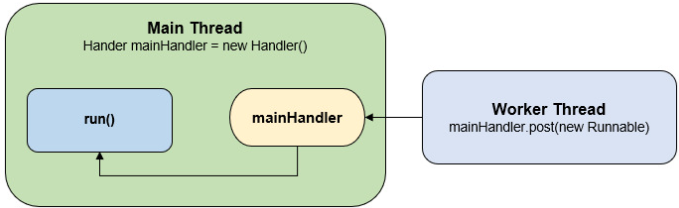 Main Thread
Hander mainHandler = new Handler()
run()
mainHandler
Worker Thread
mainHandler.post(new Runnable)